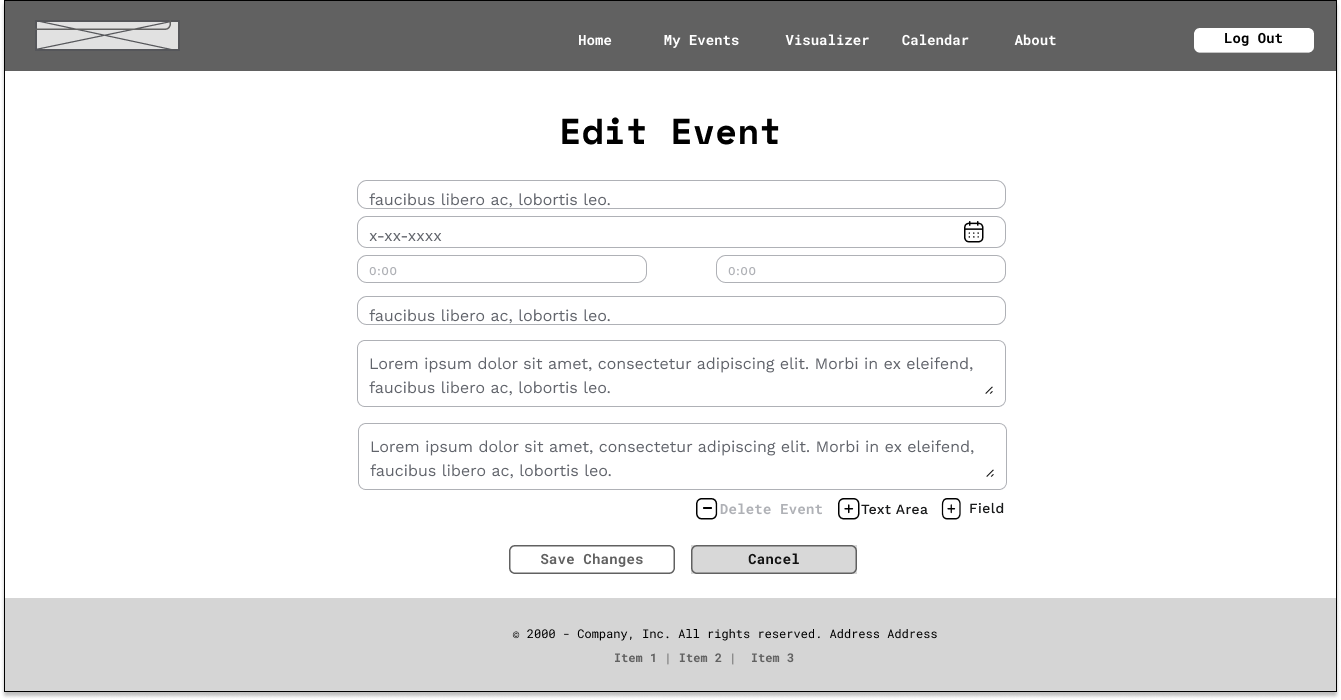 Home My Events Visualizer Calendar About Log Out
Edit Event
faucibus libero ac, lobortis leo.
x-xx-xxxx
0:00 0:00
faucibus libero ac, lobortis leo.
Lorem ipsum dolor sit amet, consectetur adipiscing elit. Morbi in ex eleifend,
faucibus libero ac, lobortis leo.
Lorem ipsum dolor sit amet, consectetur adipiscing elit. Morbi in ex eleifend,
faucibus libero ac, lobortis leo.
Delete Event Text Area Field
Save Changes Cancel
© 2000 - Company, Inc. All rights reserved. Address Address
Item 1 | Item 2 | Item 3